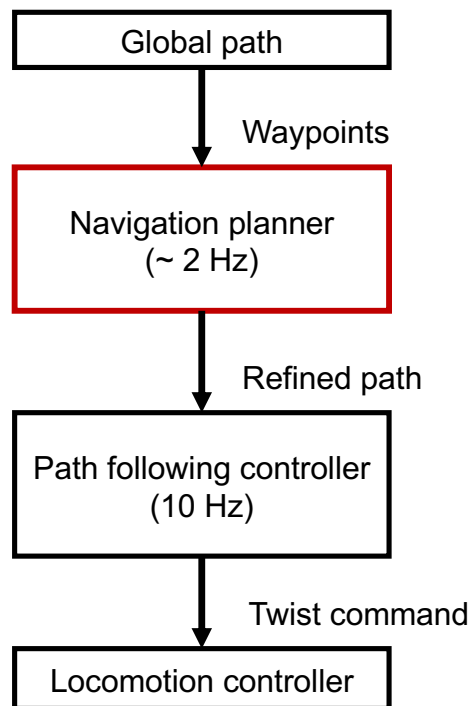 Global path
Waypoints
Navigation planner
(~ 2 Hz)
Refined path
Path following controller
(10 Hz)
Twist command
Locomotion controller